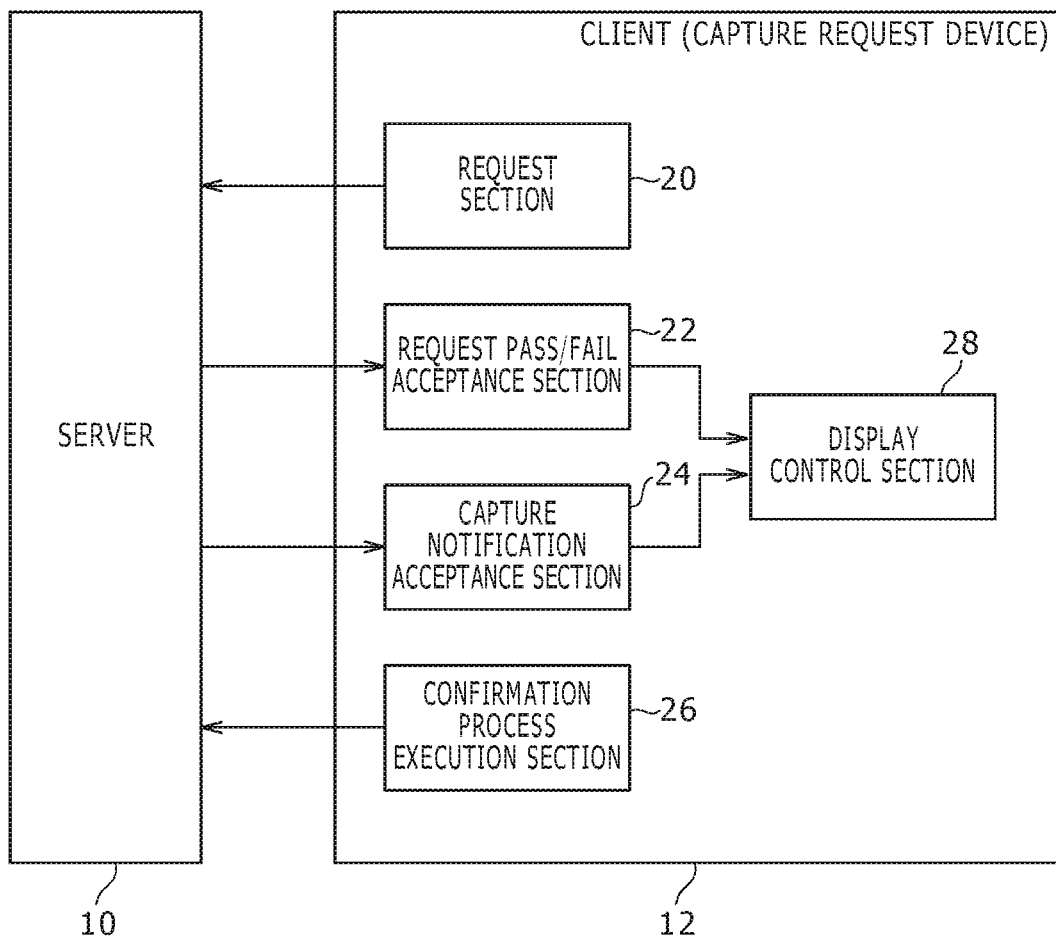 CLIENT (CAPTURE REQUEST DEVICE)
REQUEST
SECTION
20
REQUEST PASS/FAIL
ACCEPTANCE SECTION
22
SERVER
28
DISPLAY
CONTROL SECTION
CAPTURE
NOTIFICATION
ACCEPTANCE SECTION
24
CONFIRMATION
PROCESS
EXECUTION SECTION
26
10
12